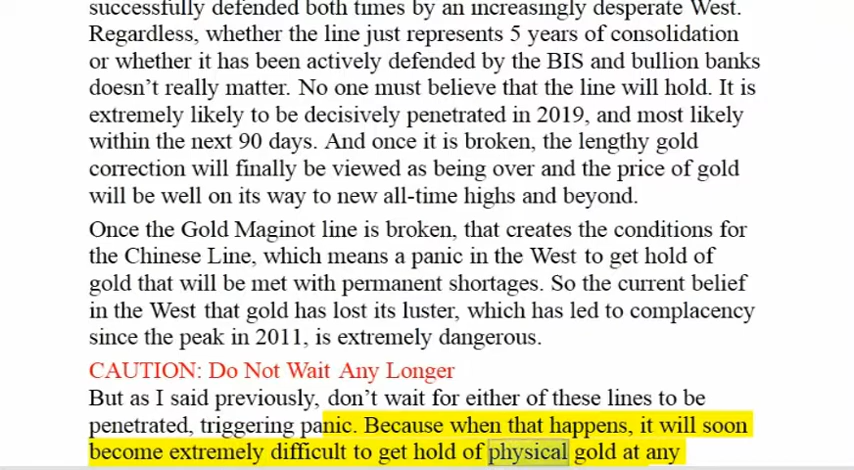 successfully defended both times by an increasingly desperate West.
Regardless, whether the line just represents 5 years of consolidation
or whether it has been actively defended by the BIS and bullion banks
doesn't really matter. No one must believe that the line will hold. It is
extremely likely to be decisively penetrated in 2019, and most likely
within the next 90 days. And once it is broken, the lengthy gold
correction will finally be viewed as being over and the price of gold
will be well on its way to new all-time highs and beyond.
Once the Gold Maginot line is broken, that creates the conditions for
the Chinese Line, which means a panic in the West to get hold of
gold that will be met with permanent shortages. So the current belief
in the West that gold has lost its luster, which has led to complacency
since the peak in 2011, is extremely dangerous.
CAUTION: Do Not Wait Any Longer
But as I said previously, don't wait for either of these lines to be
penetrated, triggering panic. Because when that happens, it will soon
become extremely difficult to get hold of physical gold at any